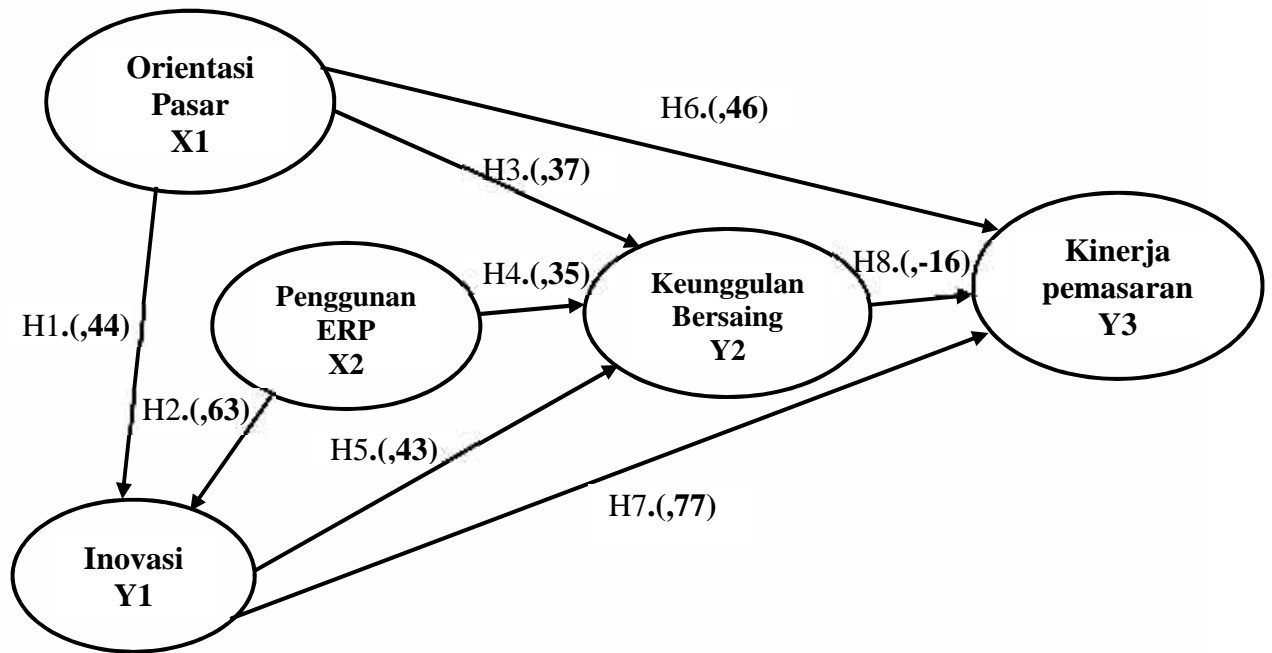 Orientasi
Pasar
X1
H6.(,46)
H3.(,37)
H8.(,-16)
Kinerja
pemasaran
Y3
H4.(,35)
Keunggulan
Bersaing
Y2
Penggunan
ERP
X2
H1.(,44)
H2.(,63)
H5.(,43)
H7.(,77)
Inovasi
Y1